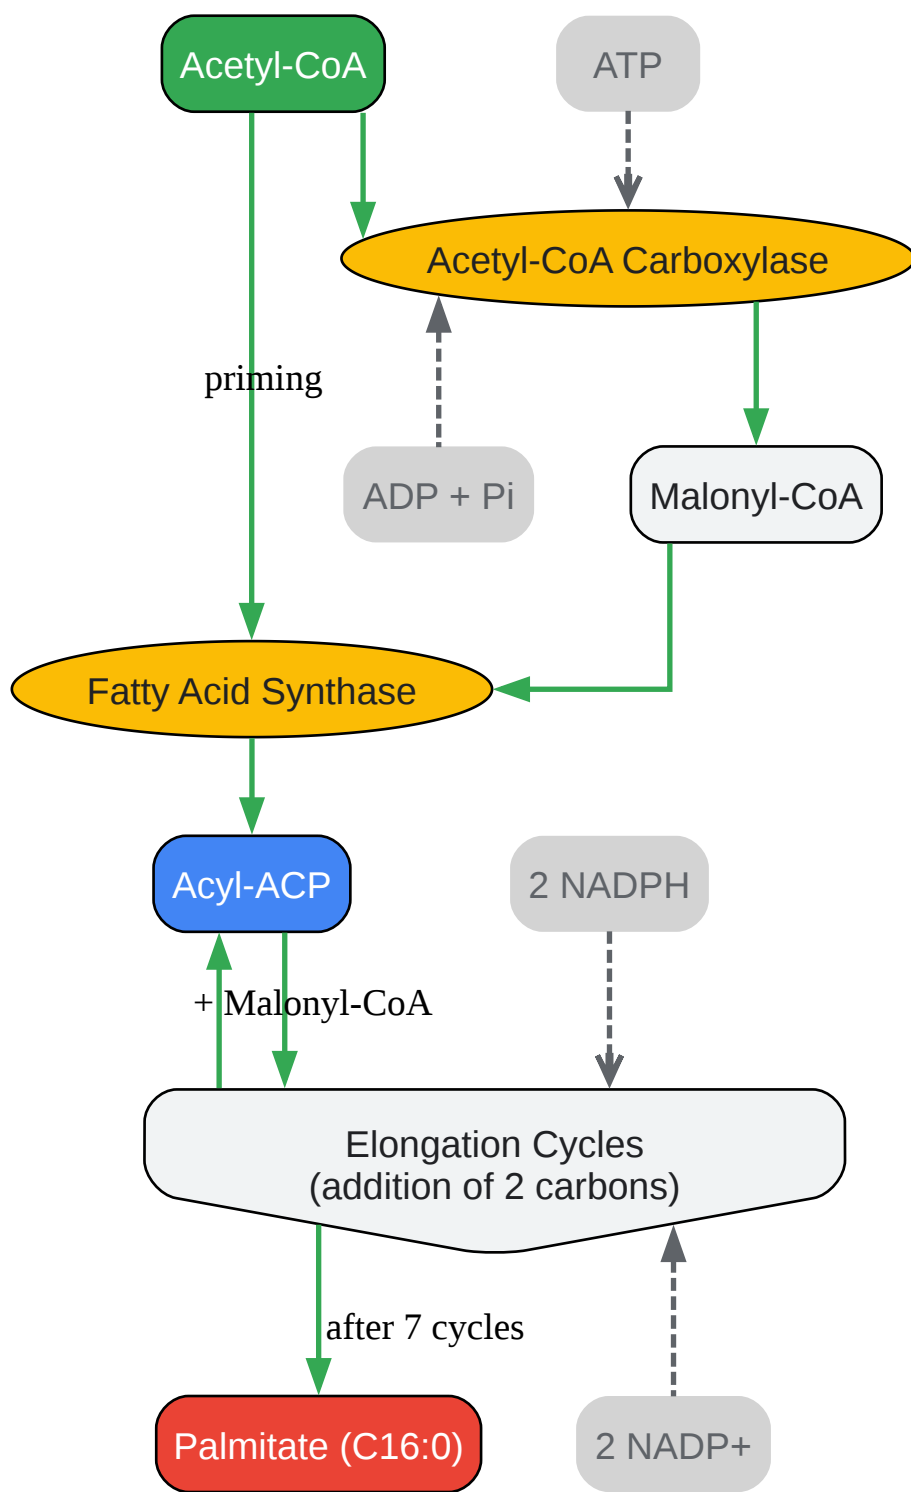 Acetyl-CoA
ATP
Acetyl-CoA Carboxylase
priming
ADP + Pi
Malonyl-CoA
Fatty Acid Synthase
Acyl-ACP
2 NADPH
+ Malonyl-CoA
Elongation Cycles
(addition of 2 carbons)
after 7 cycles
Palmitate (C16:0)
2 NADP+